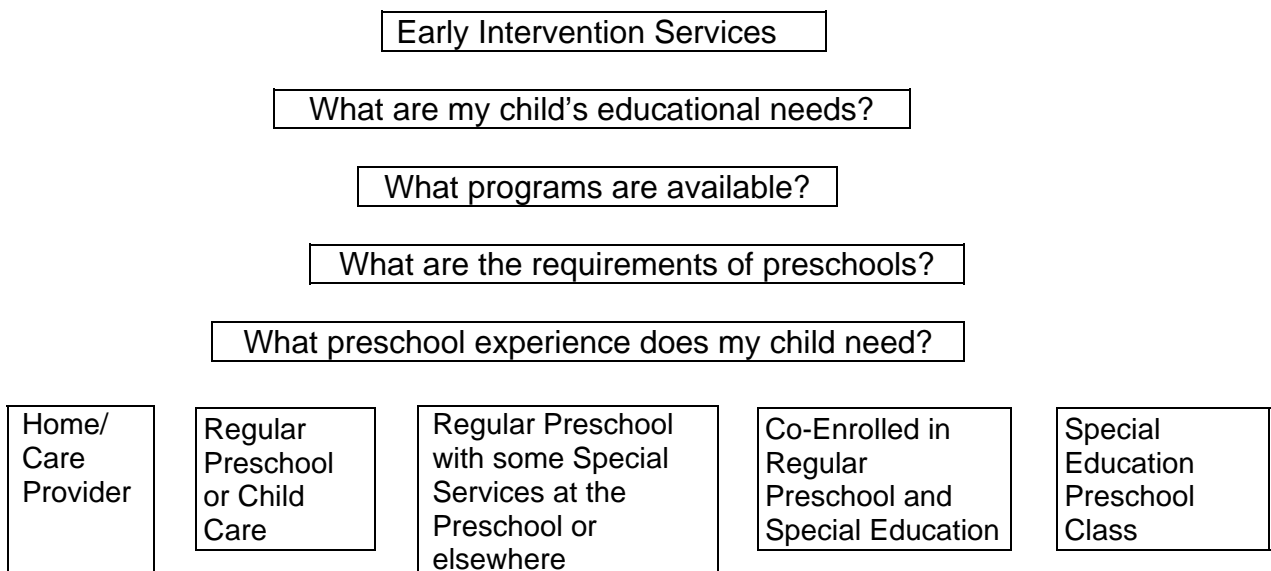 Early Intervention Services
What are my child’s educational needs?
What programs are available?
What are the requirements of preschools?
What preschool experience does my child need?
Home/
Care
Provider
Regular
Preschool
or Child
Care
Regular Preschool
with some Special
Services at the
Preschool or
elsewhere
Co-Enrolled in
Regular
Preschool and
Special Education
Special
Education
Preschool
Class